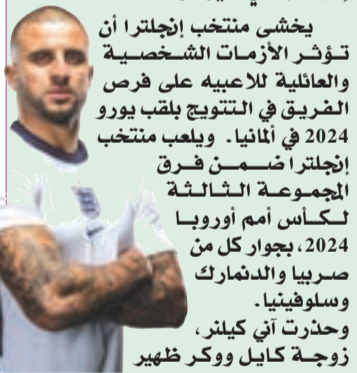 يخشى منتخب إنجلترا أن
تؤثر الأزمات الشخصية
والعائلية للاعبيه على فرص
الفريق في التتويج بلقب يورو
2024 في ألمانيا. ويلعب منتخب
إنجلترا ضمن فرق
المجموعة الثالثة
لكأس أمم أوروبا
2024، بجوار كل من
صربيا والدنمارك
وسلوفينيا.
وحذرت آني كيلنر،
زوجة كايل ووكر ظهير